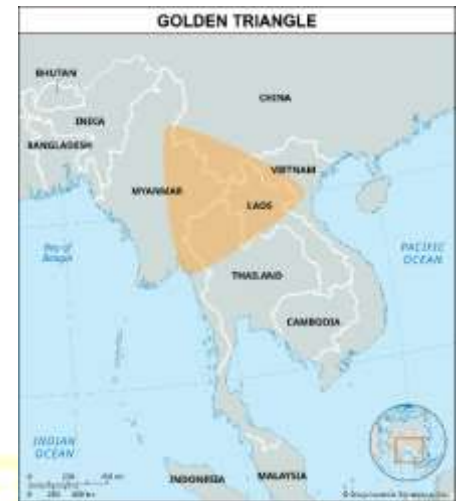 GOLDEN TRIANGLE
BHUTAN
CHINA
INDIA
BANGLADESH
VIETNAM
MYANMAR
LAOS
Bay of
Bengal
PACIFIC
OCEAN
THAILAND
CAMBODIA
INDIAN
OCEAN
INDONESIA
MALAYSIA